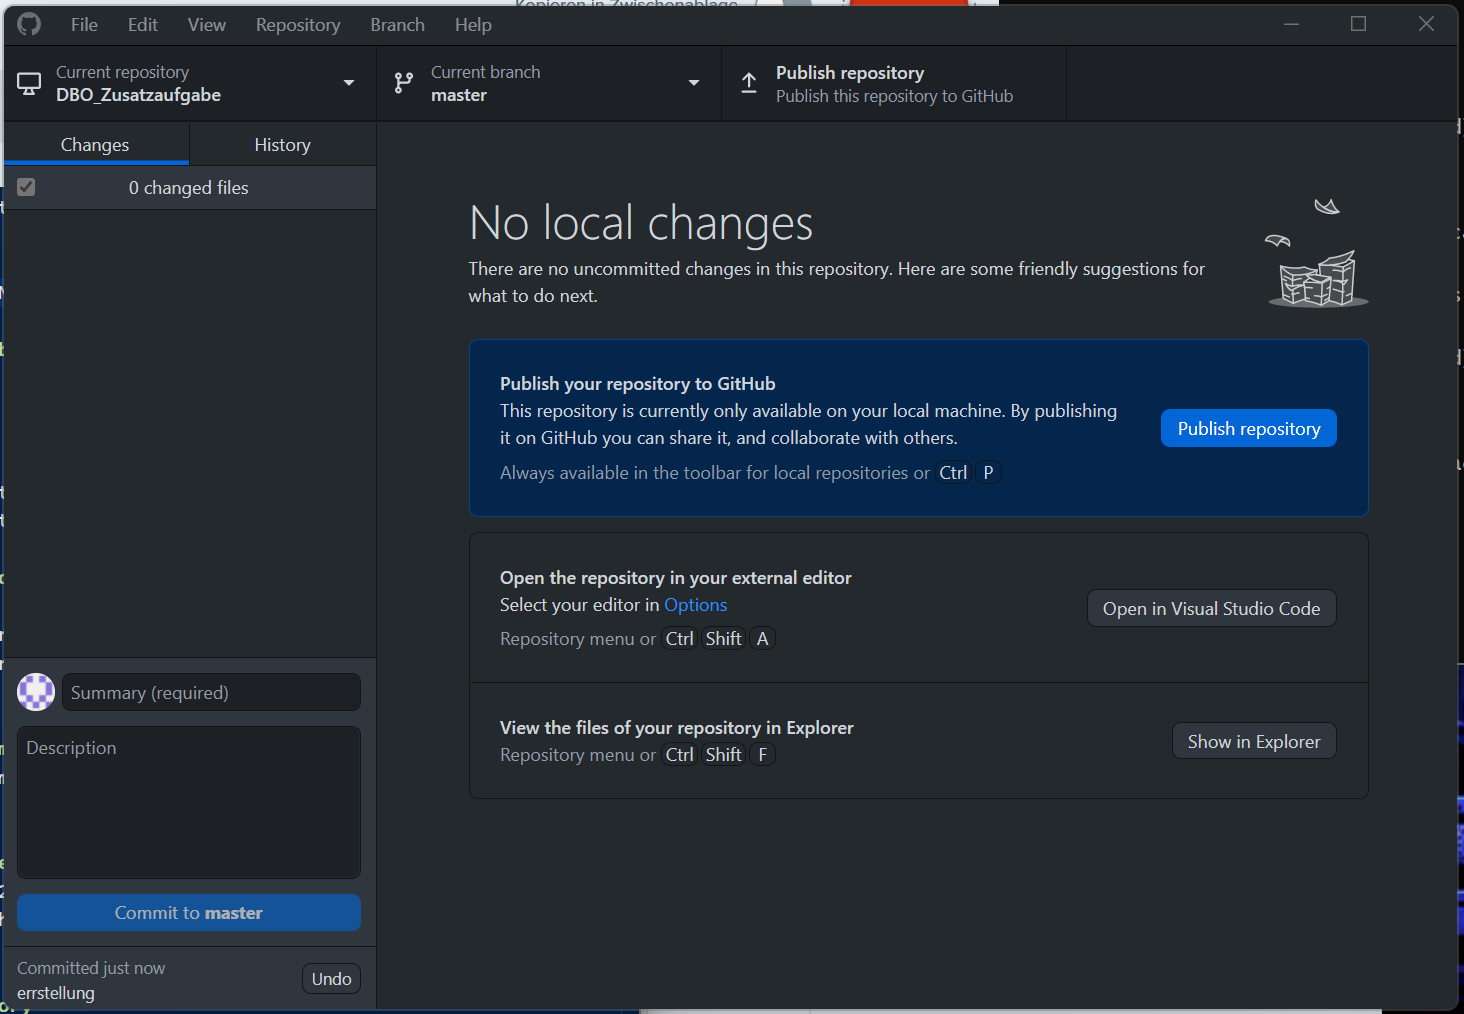 Kopieren in Zwischenablage
File Edit View Repository Branch Help
Current repository
DBO_Zusatzaufgabe
Current branch
master
Publish repository
Publish this repository to GitHub
Changes
History
0 changed files
No local changes
There are no uncommitted changes in this repository. Here are some friendly suggestions for
what to do next.
Publish your repository to GitHub
This repository is currently only available on your local machine. By publishing
it on GitHub you can share it, and collaborate with others.
Always available in the toolbar for local repositories or Ctrl P
Publish repository
Open the repository in your external editor
Select your editor in Options
Repository menu or Ctrl Shift A
Open in Visual Studio Code
View the files of your repository in Explorer
Repository menu or Ctrl Shift F
Show in Explorer
Summary (required)
Description
Commit to master
Committed just now
errstellung
Undo